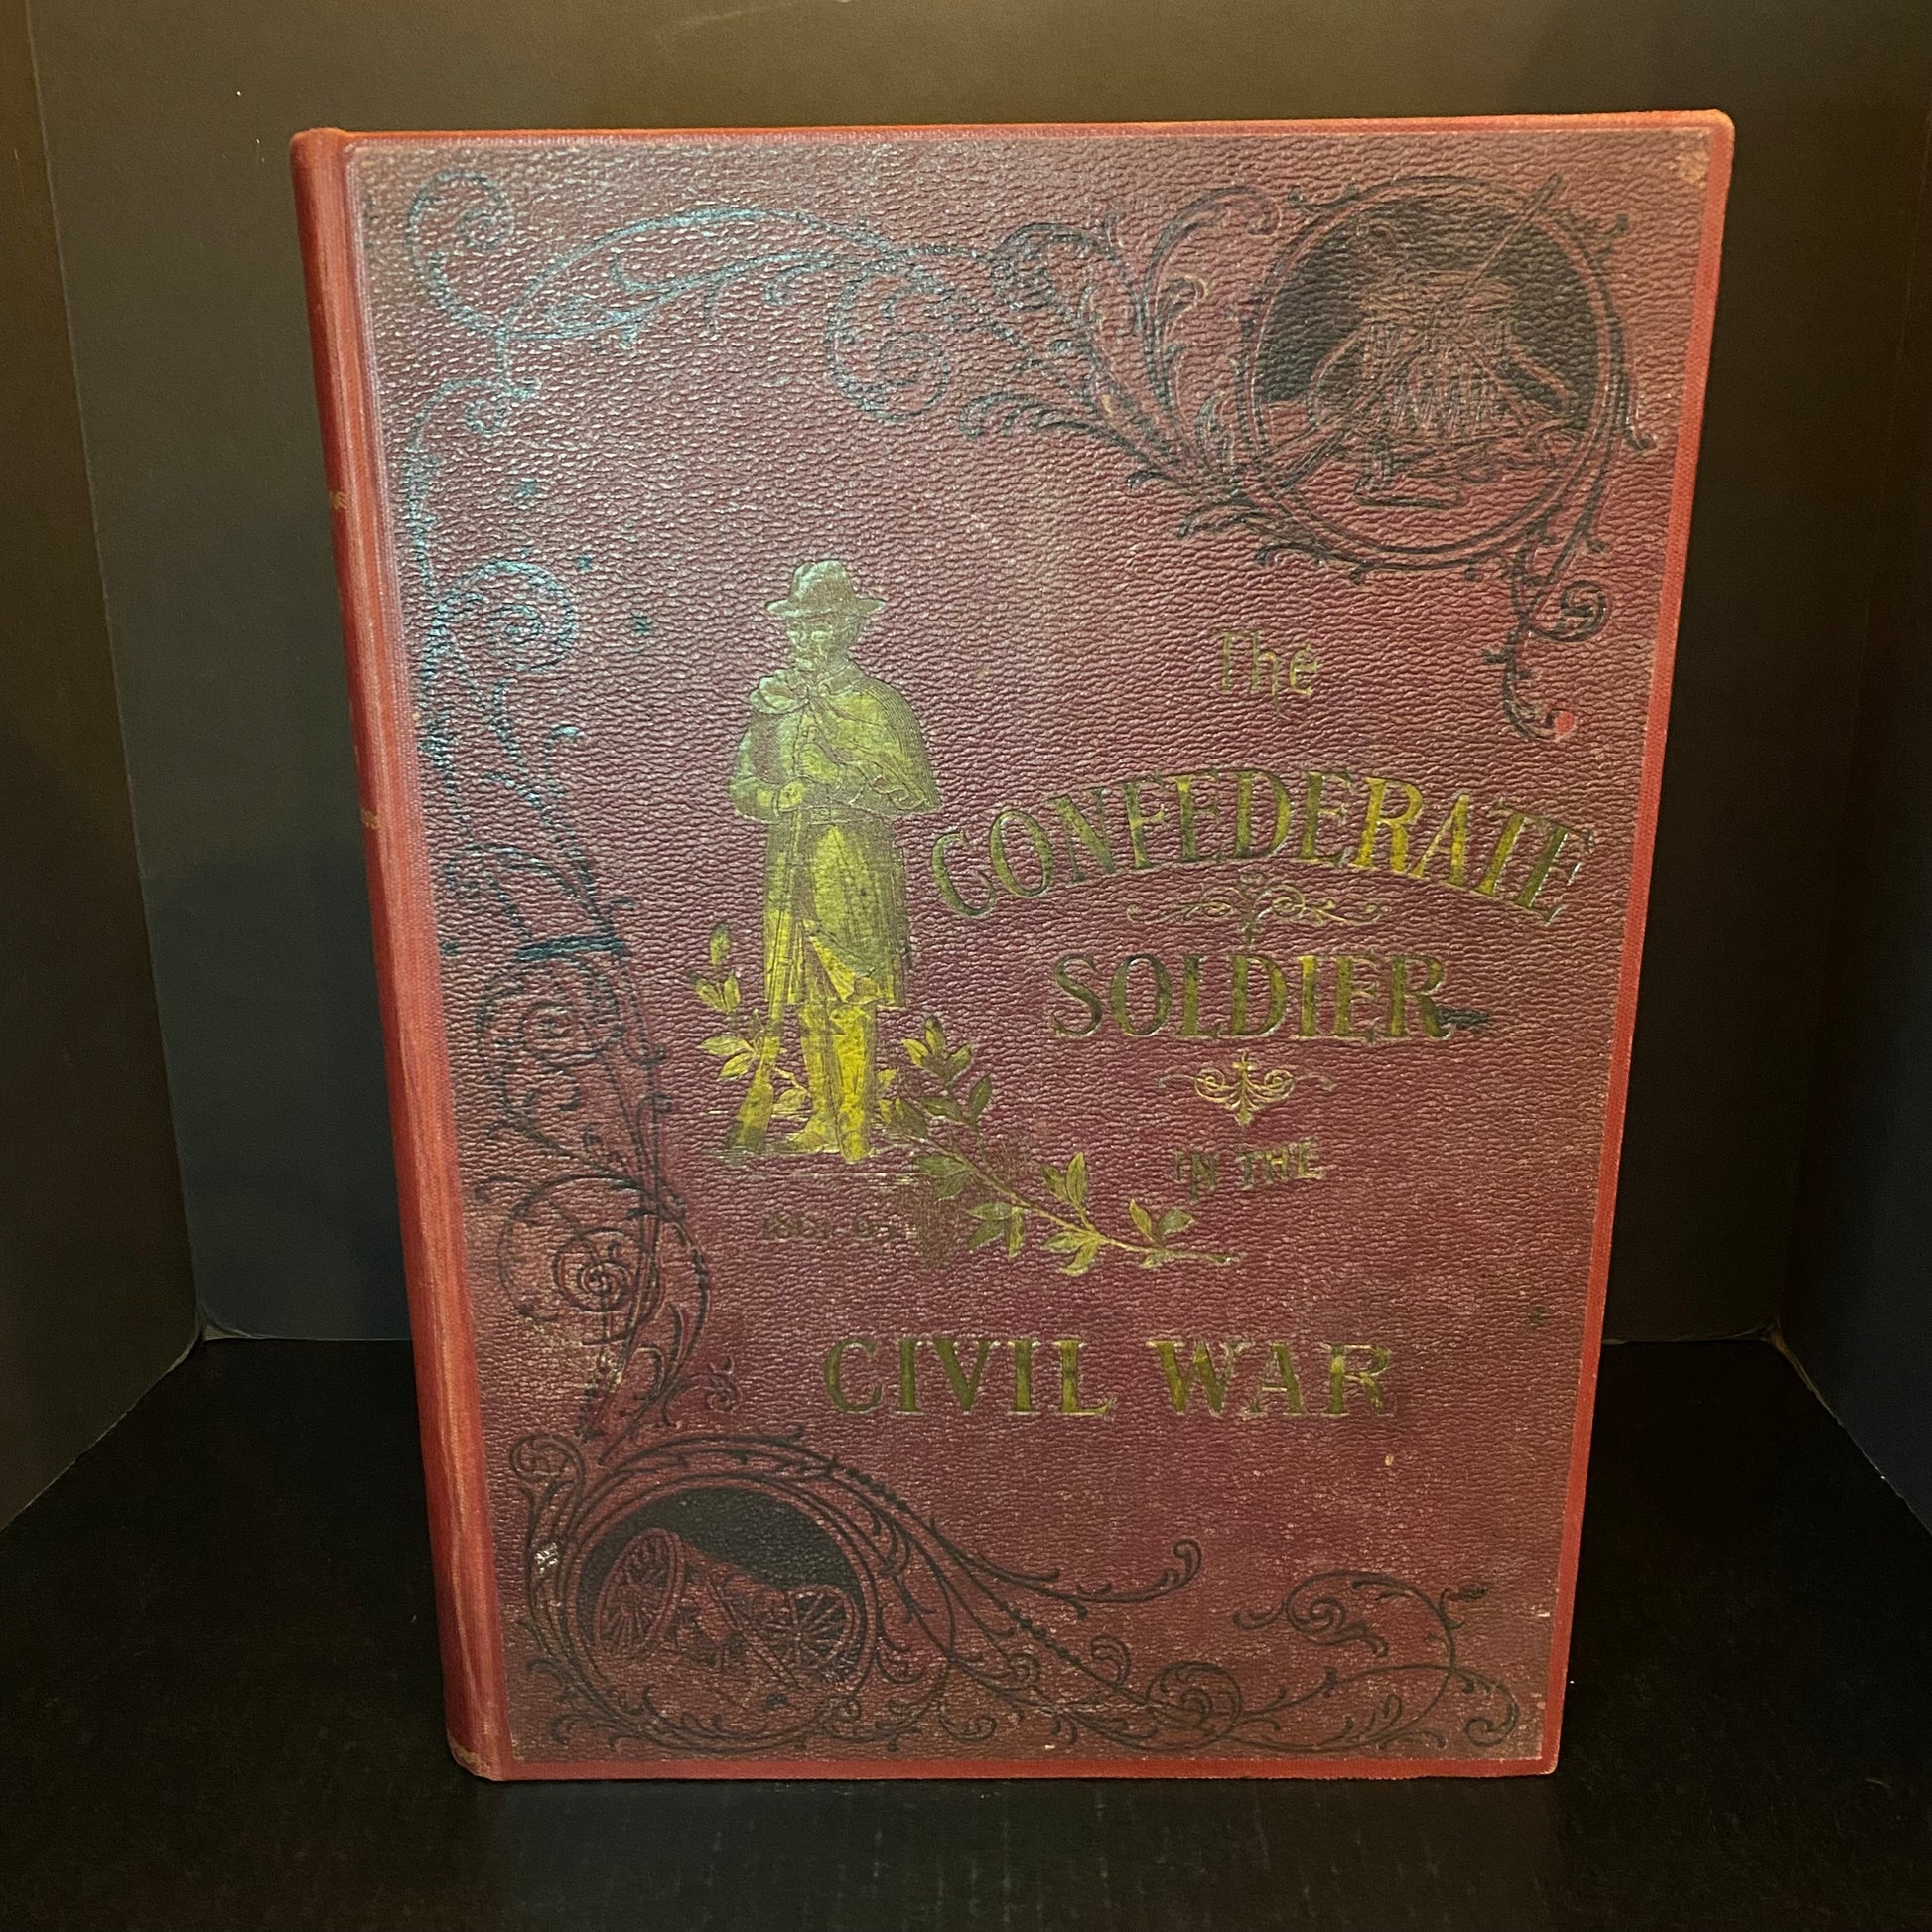 The
CONFEDERATE
SOLDIER
IN THE
CIVIL WAR